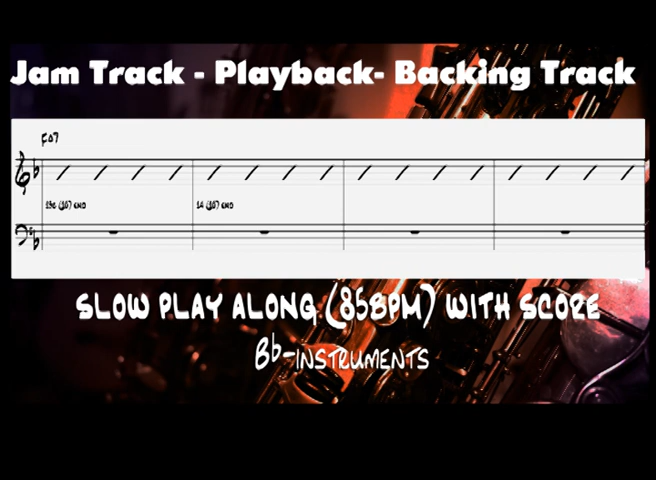 Jam Track - Playback- Backing Track
SLOW PLAY ALONG (85BPM) WITH SCORE
Bb-INSTRUMENTS